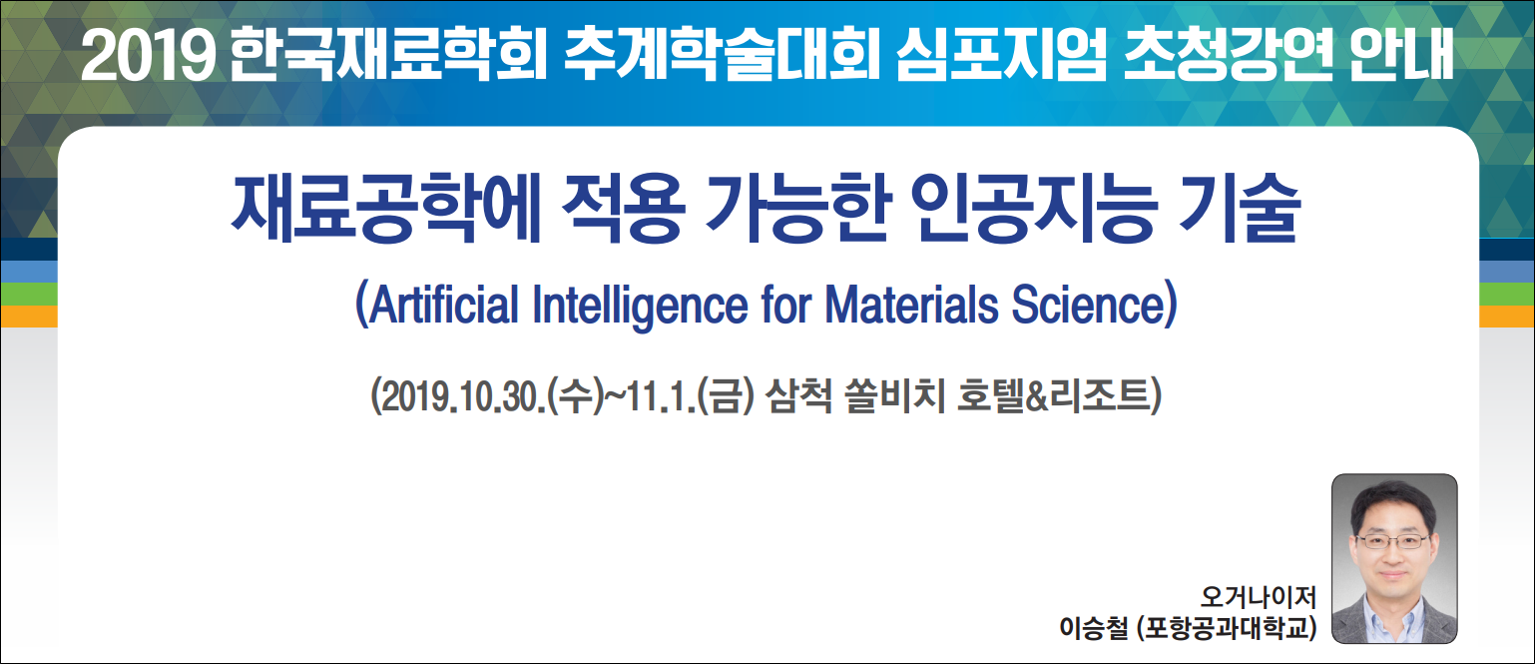 2019 한국재료학회 추계학술대회 심포지엄 초청강연 안내
재료공학에 적용 가능한 인공지능 기술
(Artificial Intelligence for Materials Science)
(2019.10.30.(수)~11.1.(금) 삼척 쏠비치 호텔&리조트)
오거나이저
이승철 (포항공과대학교)